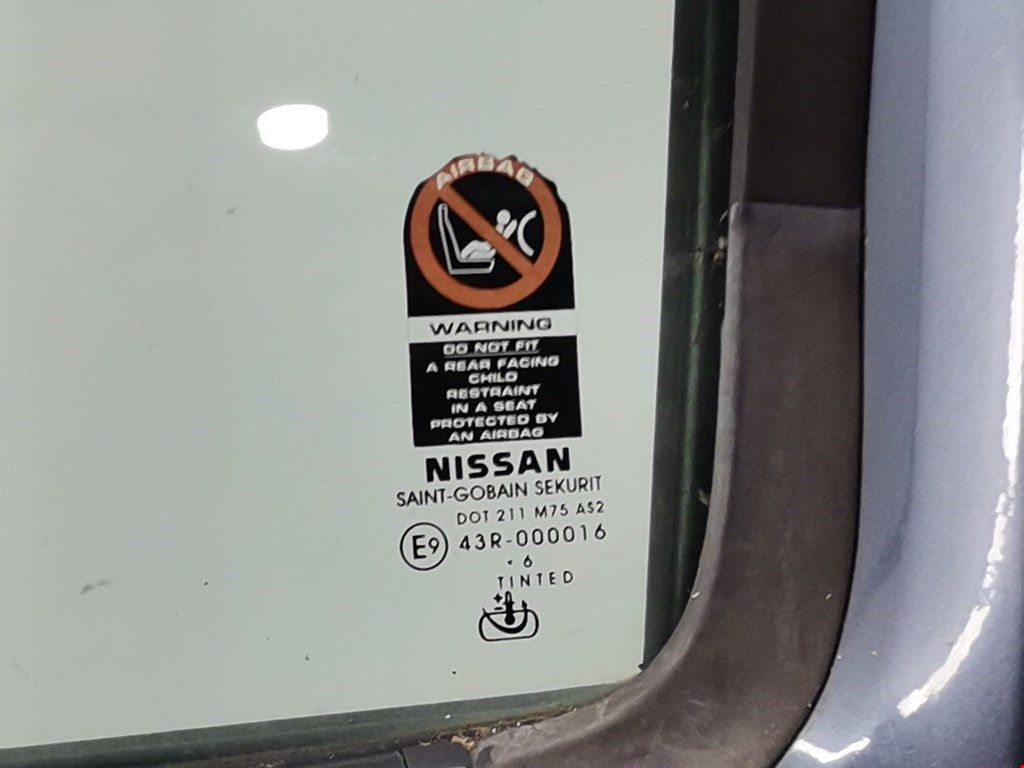 AIRBAG
WARNING
DO NOT FIT
A REAR FACING
CHILD
RESTRAINT
IN A SEAT
PROTECTED BY
AN AIRBAG
NISSAN
SAINT-GOBAIN SEKURIT
DOT 211 M75 AS2
E9 43R-000016
· 6
TINTED